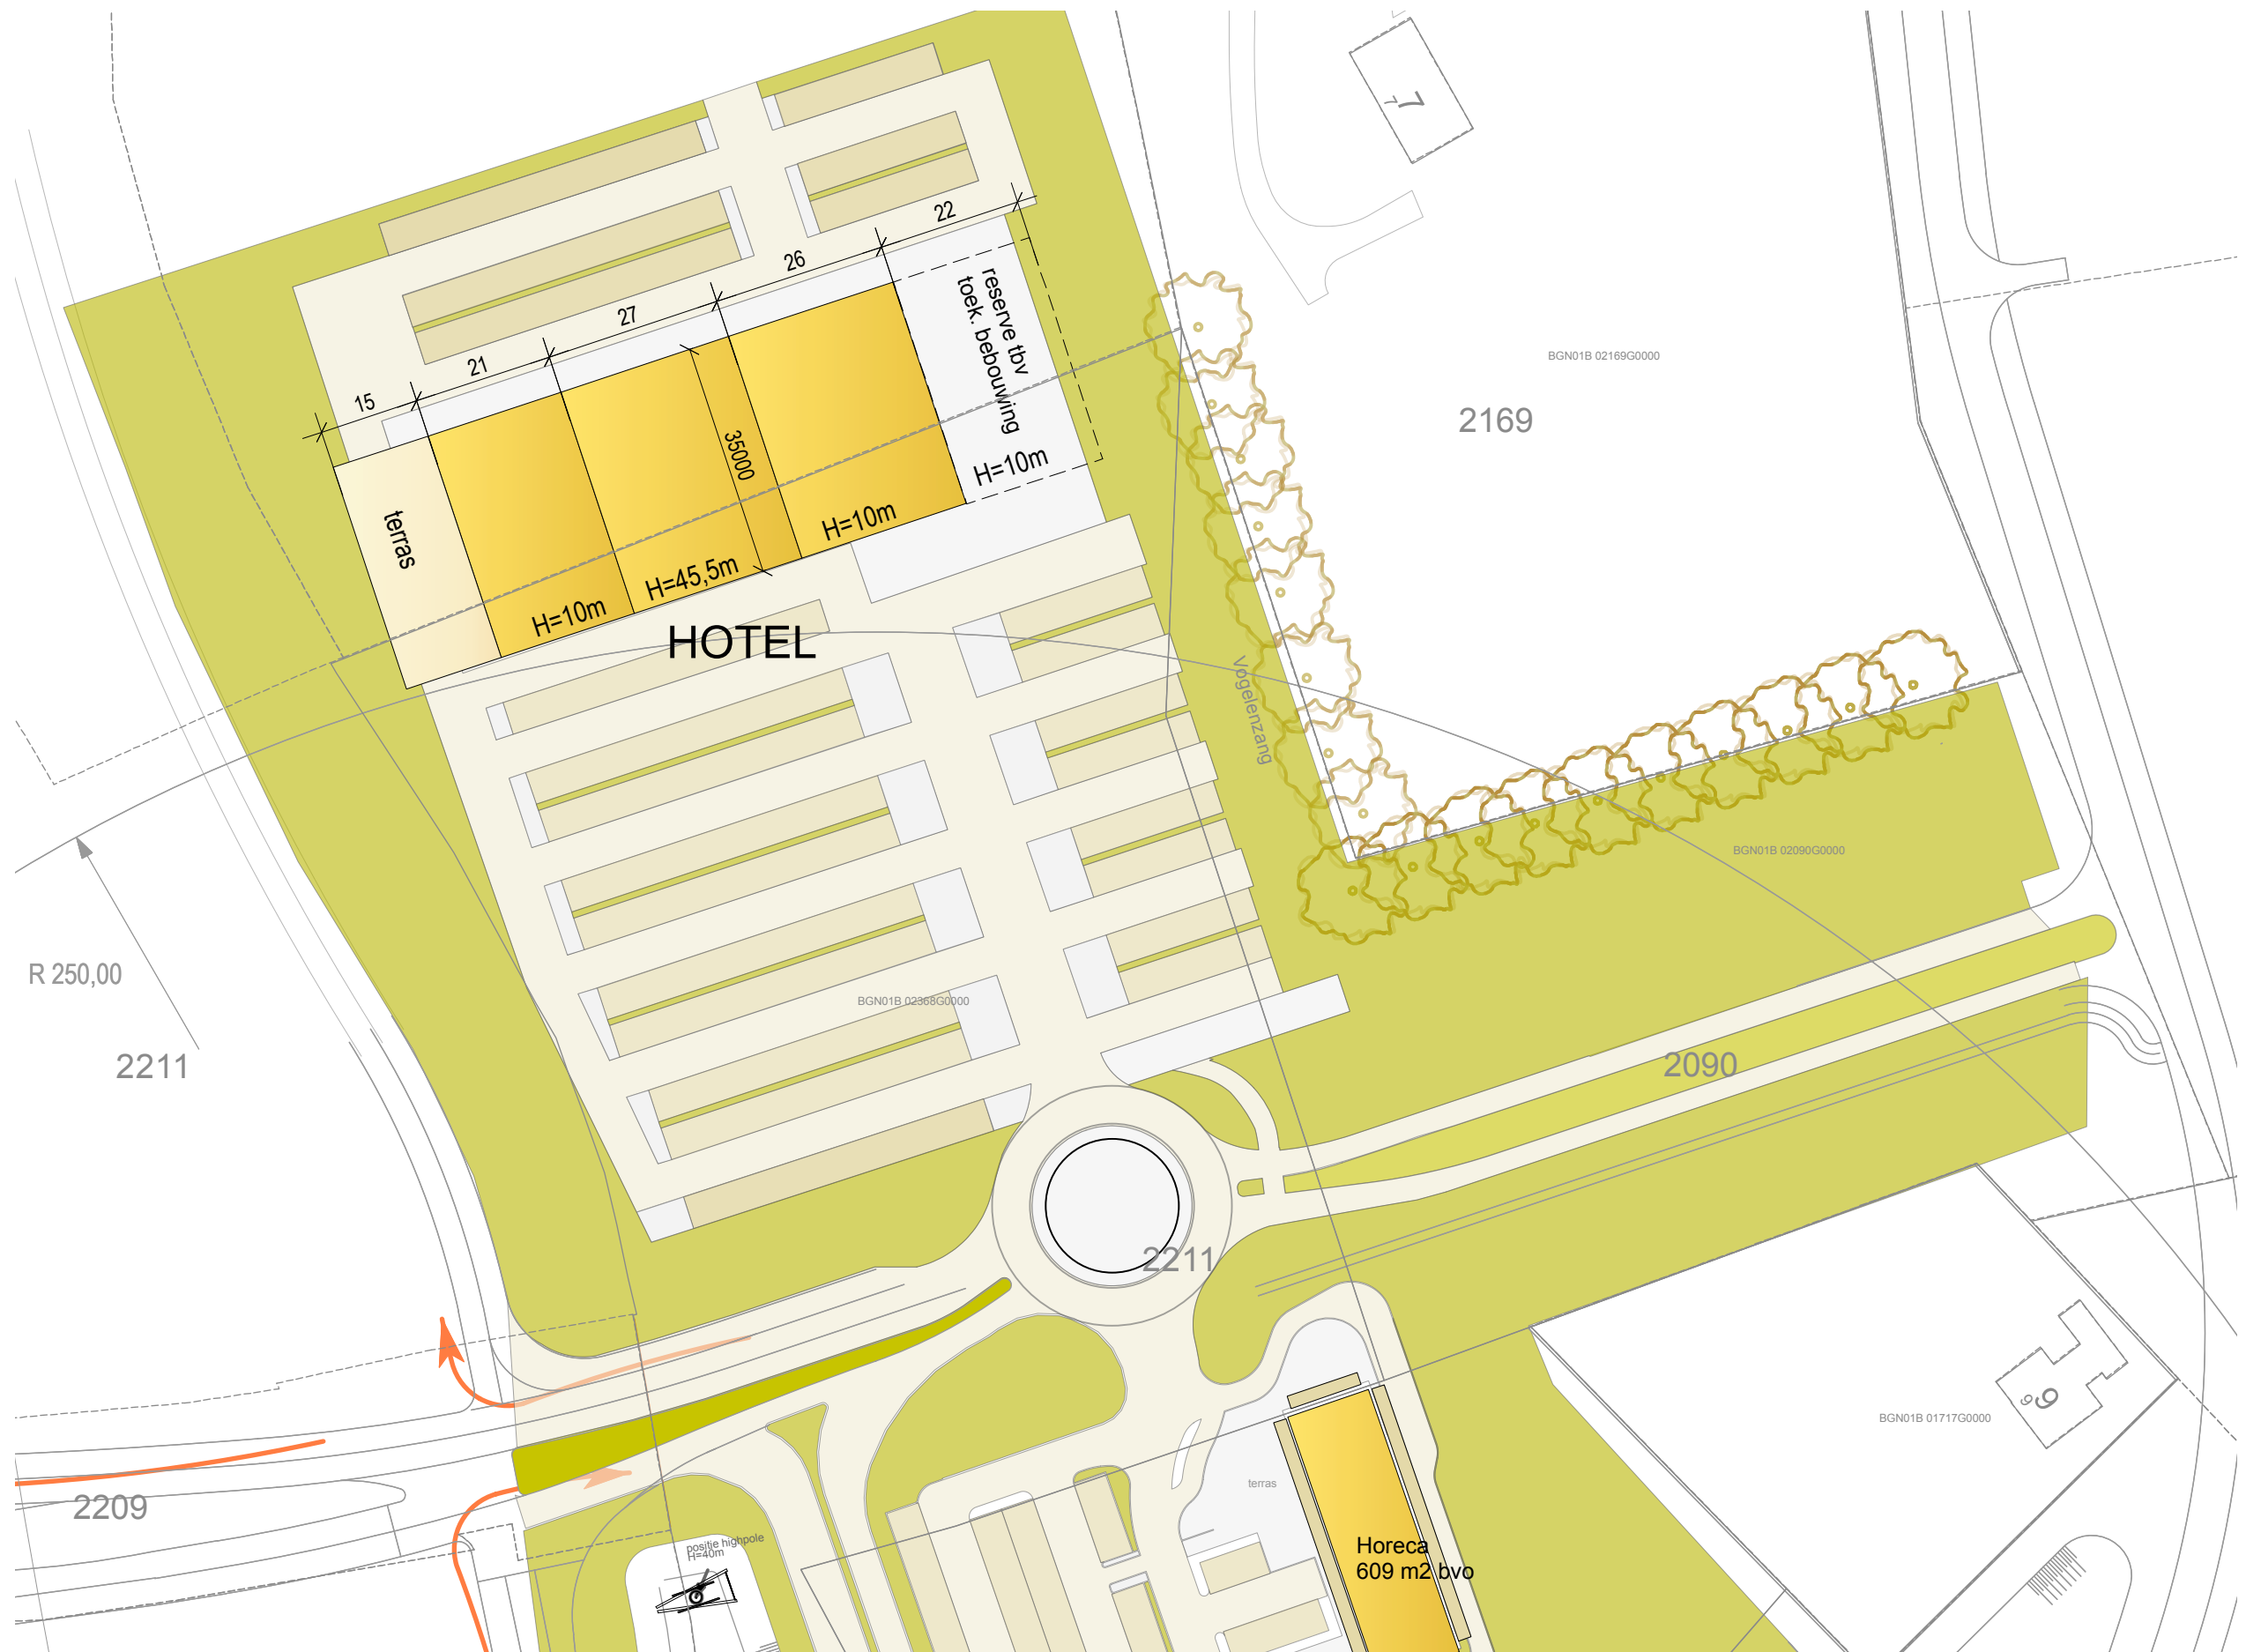 7
7
22
26
27
21
15
reserve tbv
toek. bebouwing
H=10m
35000
H=10m
H=45,5m
H=10m
terras
HOTEL
BGN01B 02169G0000
2169
Vogelenzang
BGN01B 02090G0000
R 250,00
2211
BGN01B 02368G0000
2090
2211
9
9
BGN01B 01717G0000
2209
positie highpole
H=40m
terras
Horeca
609 m2 bvo